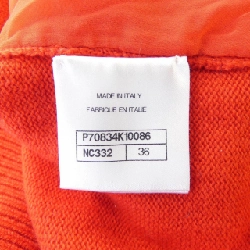 MADE IN ITALY
FABRIQUE EN ITALIE
P70834K10086
NC332 36